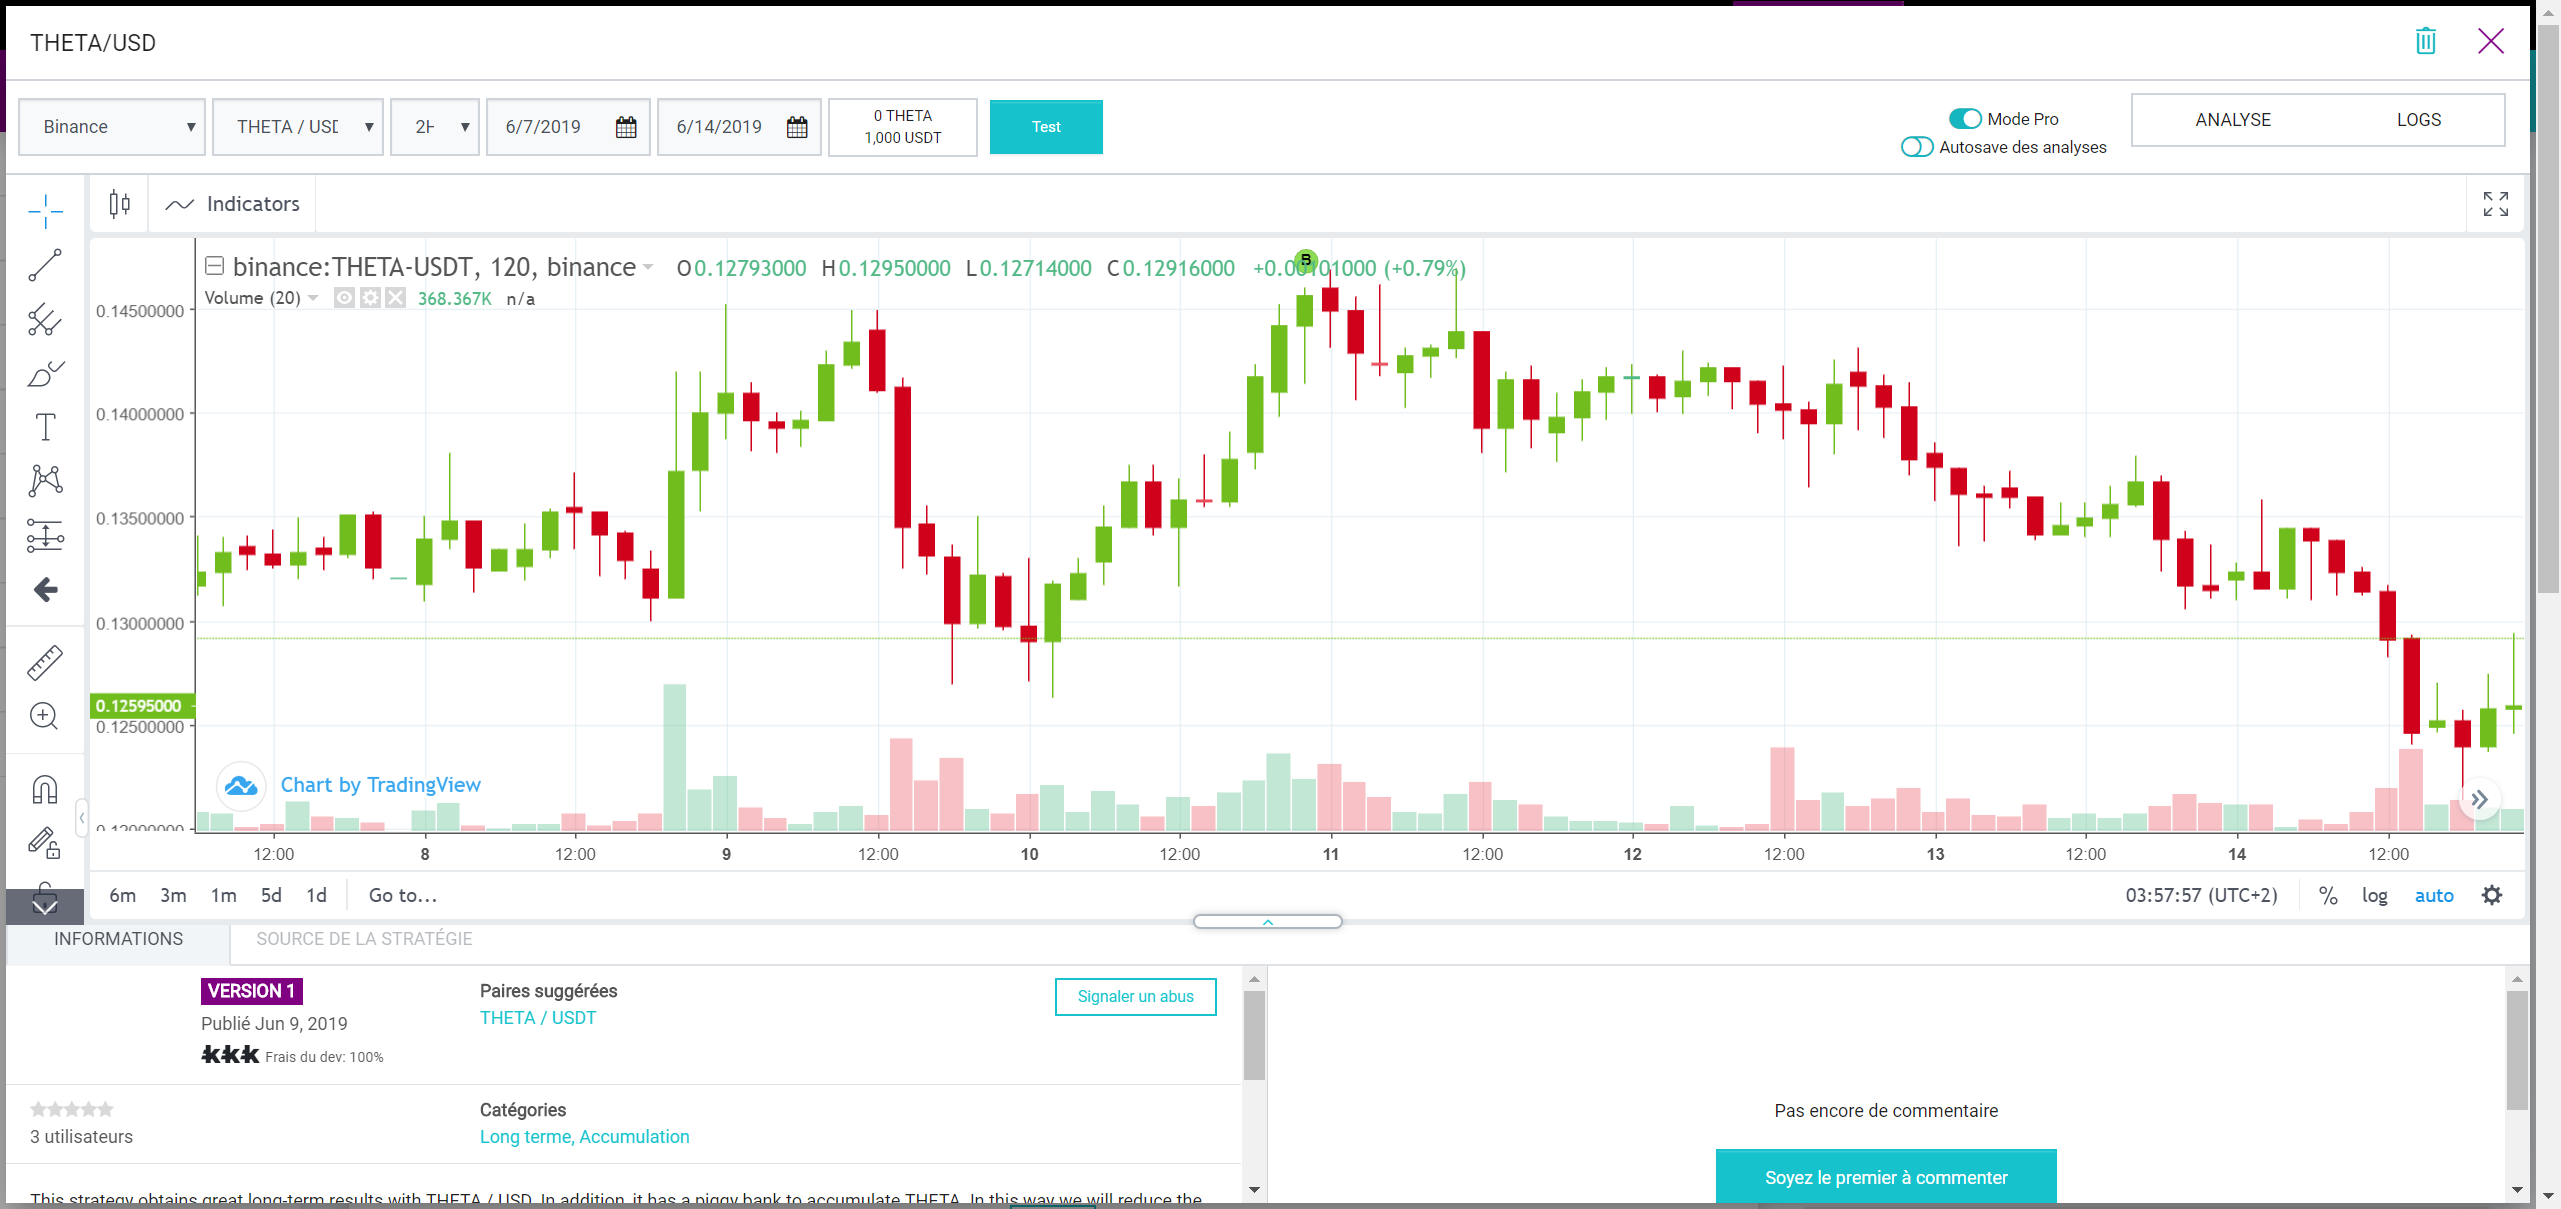 THETA/USD
Binance
THETA / USD
2H
6/7/2019
6/14/2019
0 THETA
1,000 USDT
Test
Mode Pro
Autosave des analyses
ANALYSE
LOGS
Indicators
binance:THETA-USDT, 120, binance
O0.12793000 H0.12950000 L0.12714000 C0.12916000 +0.00101000 (+0.79%)
B
Volume (20)
368.367K n/a
0.14500000
0.14000000
0.13500000
0.13000000
0.12595000
0.12500000
0.12000000
Chart by TradingView
12:00 8 12:00 9 12:00 10 12:00 11 12:00 12 12:00 13 12:00 14 12:00
6m 3m 1m 5d 1d Go to...
03:57:57 (UTC+2) % log auto
INFORMATIONS
SOURCE DE LA STRATÉGIE
VERSION 1
Publié Jun 9, 2019
Frais du dev: 100%
Paires suggérées
THETA / USDT
Signaler un abus
3 utilisateurs
Catégories
Long terme, Accumulation
This strategy obtains great long-term results with THETA / USD. In addition, it has a piggy bank to accumulate THETA. In this way we will reduce the
Pas encore de commentaire
Soyez le premier à commenter